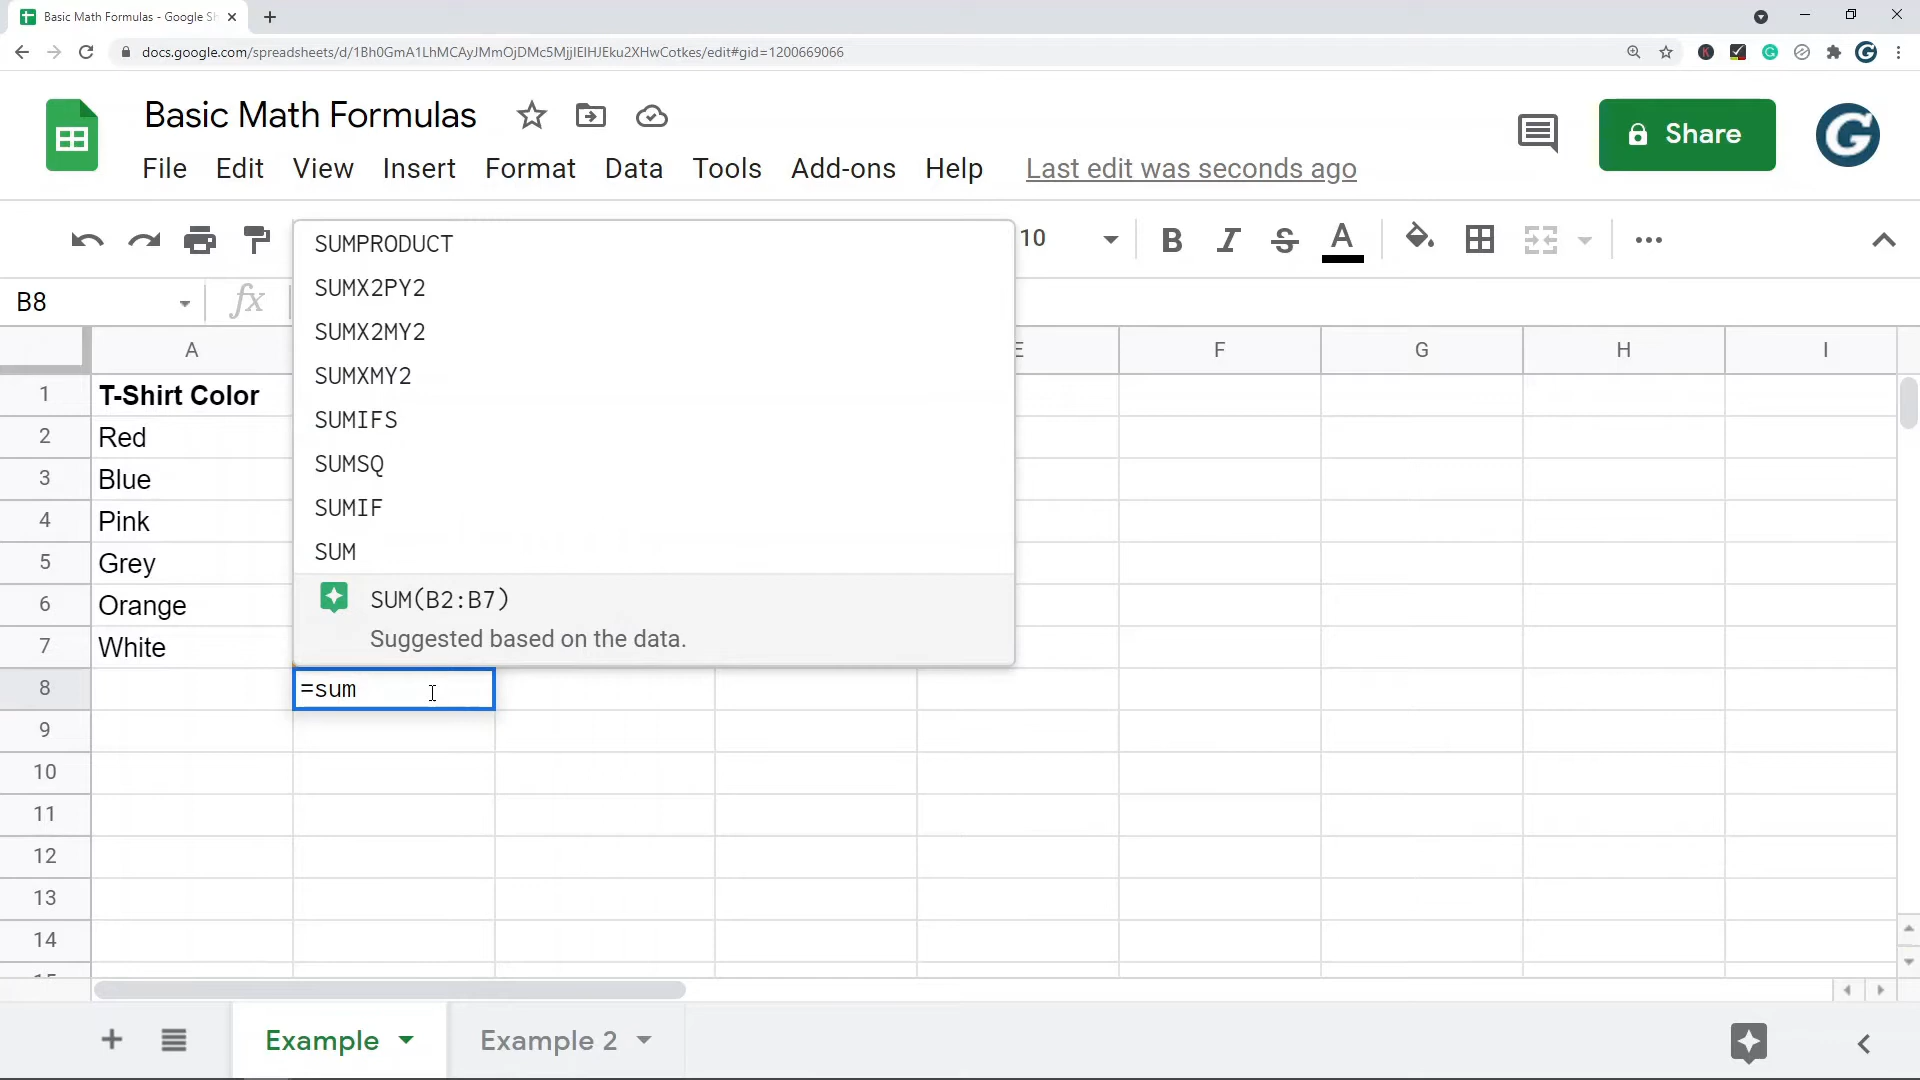 Basic Math Formulas - Google Sh
docs.google.com/spreadsheets/d/1Bh0GmA1LhMCAyJMmOjDMc5MjjIEIHJEku2XHwCotkes/edit#gid=1200669066
Basic Math Formulas
Share
File Edit View Insert Format Data Tools Add-ons Help Last edit was seconds ago
10 B I S A
B8 fx
A E F G H I
SUMPRODUCT
SUMX2PY2
SUMX2MY2
SUMXMY2
SUMIFS
SUMSQ
SUMIF
SUM
SUM(B2:B7)
Suggested based on the data.
1 T-Shirt Color
2 Red
3 Blue
4 Pink
5 Grey
6 Orange
7 White
8 =sum
9
10
11
12
13
14
Example Example 2